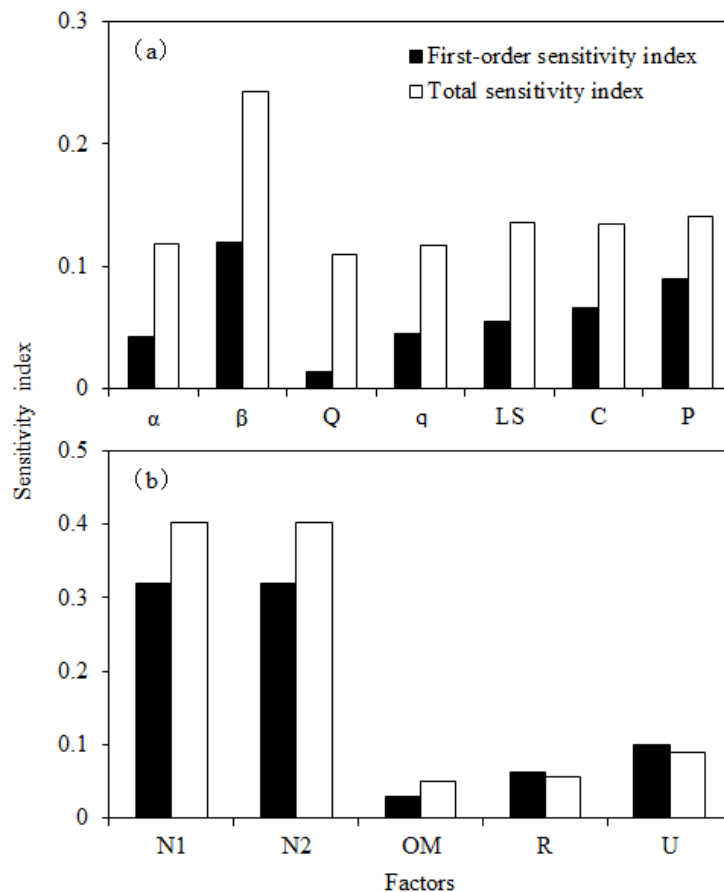 0.3
(a)
First-order sensitivity index
Total sensitivity index
0.2
0.1
0
α β Q q LS C P
Sensitivity index
0.5
(b)
0.4
0.3
0.2
0.1
0
N1 N2 OM R U
Factors